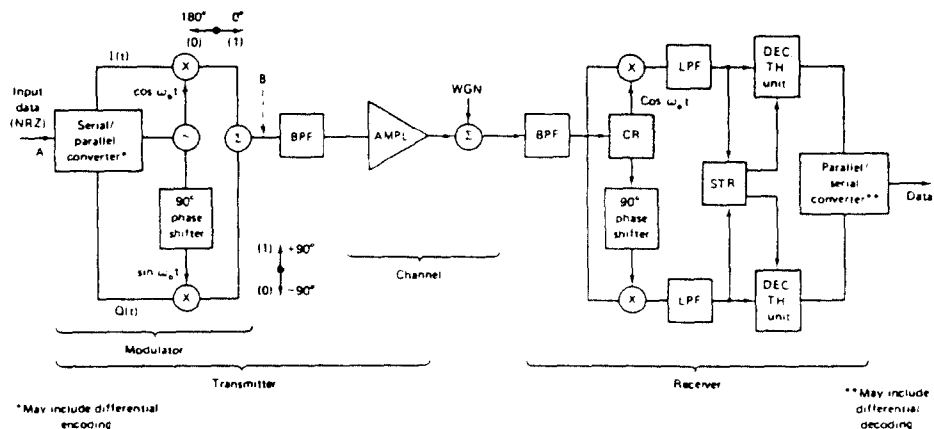 180° 0°
(0) (1)
I(t)
X
cos ωₒt
Input
data
(NRZ)
A
Serial/
parallel
converter*
~
Σ
B
BPF
AMPL
WGN
Σ
BPF
90°
phase
shifter
sin ωₒt
X
Q(t)
(1) +90°
(0) −90°
Modulator
Transmitter
Channel
X
LPF
DEC
TH
unit
Cos ωₒt
CR
STR
Parallel/
serial
converter**
Data
90°
phase
shifter
X
LPF
DEC
TH
unit
Receiver
*May include differential
encoding
**May include
differential
decoding